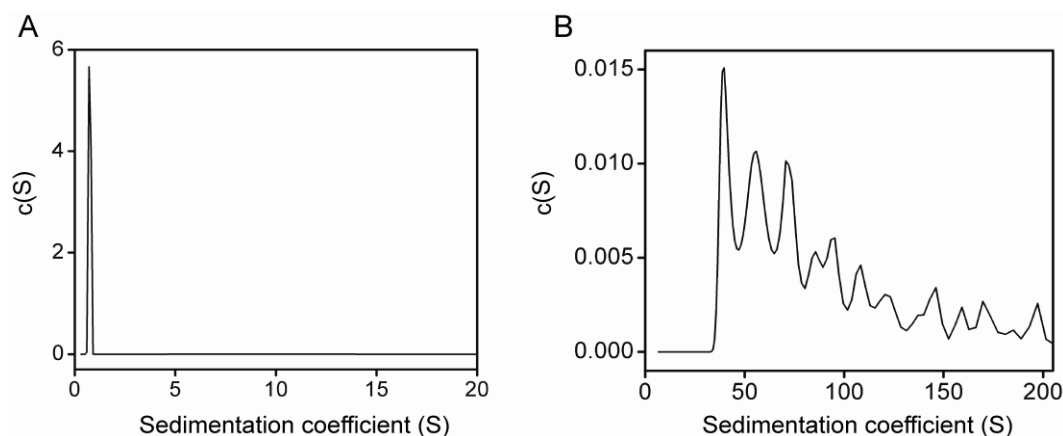 A
6
4
2
0
c(S)
0 5 10 15 20
Sedimentation coefficient (S)
B
0.015
0.010
0.005
0.000
c(S)
0 50 100 150 200
Sedimentation coefficient (S)